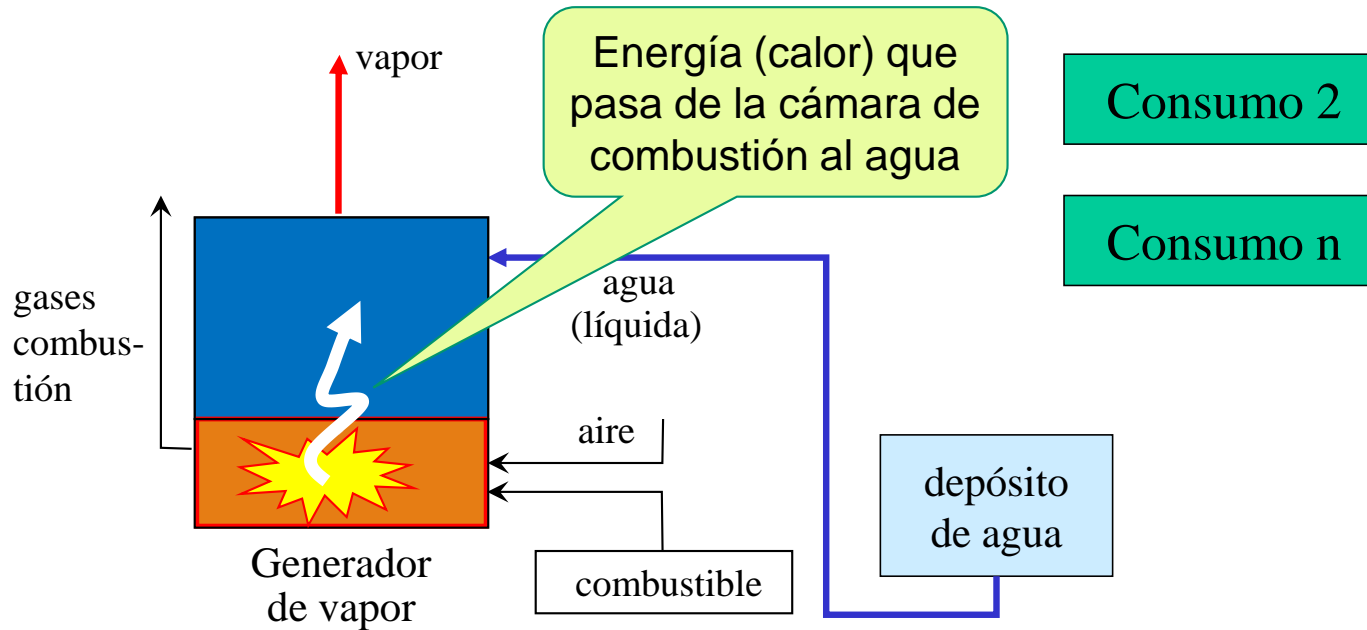 vapor
Energía (calor) que
pasa de la cámara de
combustión al agua
Consumo 2
Consumo n
gases
combus-
tión
agua
(líquida)
aire
depósito
de agua
combustible
Generador
de vapor